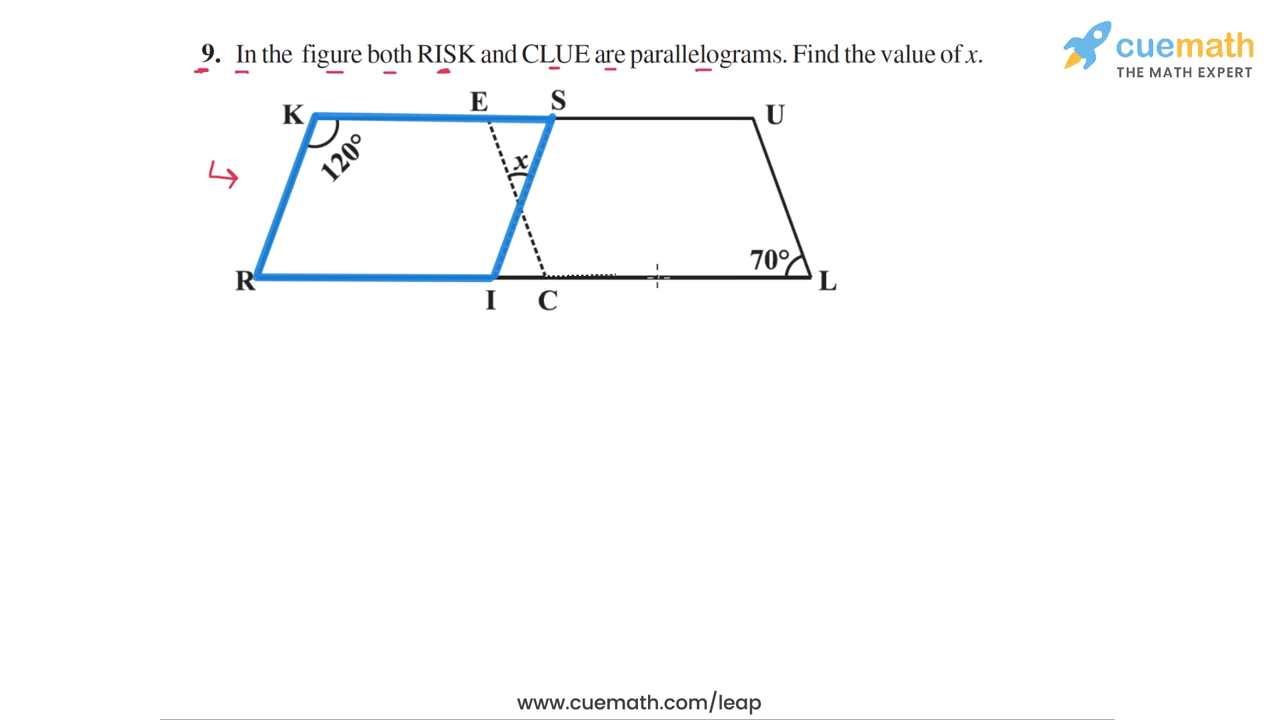 9. In the figure both RISK and CLUE are parallelograms. Find the value of x.
cuemath
THE MATH EXPERT
K E S U
120°
x
70°
R I C L
www.cuemath.com/leap